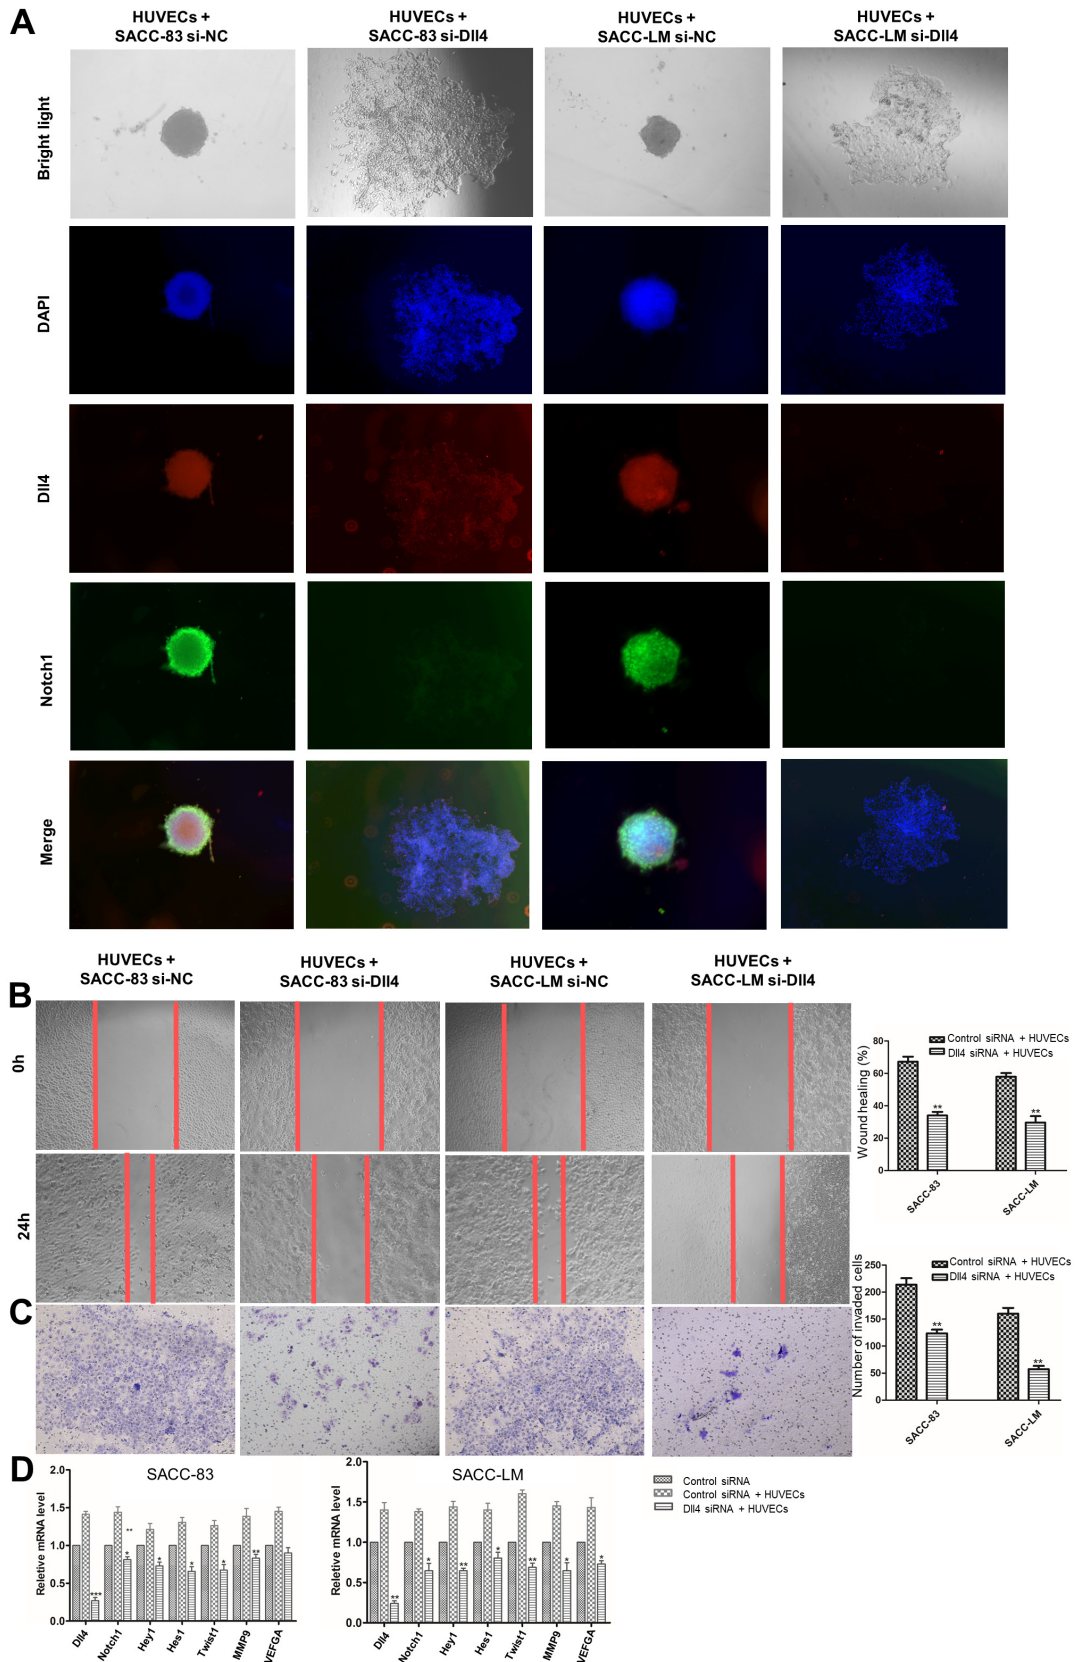 A
HUVECs +
SACC-83 si-NC
HUVECs +
SACC-83 si-Dll4
HUVECs +
SACC-LM si-NC
HUVECs +
SACC-LM si-Dll4
Bright light
DAPI
Dll4
Notch1
Merge
B
HUVECs +
SACC-83 si-NC
HUVECs +
SACC-83 si-Dll4
HUVECs +
SACC-LM si-NC
HUVECs +
SACC-LM si-Dll4
0h
24h
Wound healing (%)
80
60
40
20
0
Control siRNA + HUVECs
Dll4 siRNA + HUVECs
**
**
SACC-83
SACC-LM
C
Number of invaded cells
250
200
150
100
50
0
Control siRNA + HUVECs
Dll4 siRNA + HUVECs
**
**
SACC-83
SACC-LM
D
SACC-83
Reletive mRNA level
2.0
1.5
1.0
0.5
0.0
***
**
*
*
*
*
**
Dll4
Notch1
Hey1
Hes1
Twist1
MMP9
VEFGA
SACC-LM
Reletive mRNA level
2.0
1.5
1.0
0.5
0.0
**
*
**
*
**
*
*
Dll4
Notch1
Hey1
Hes1
Twist1
MMP9
VEFGA
Control siRNA
Control siRNA + HUVECs
Dll4 siRNA + HUVECs